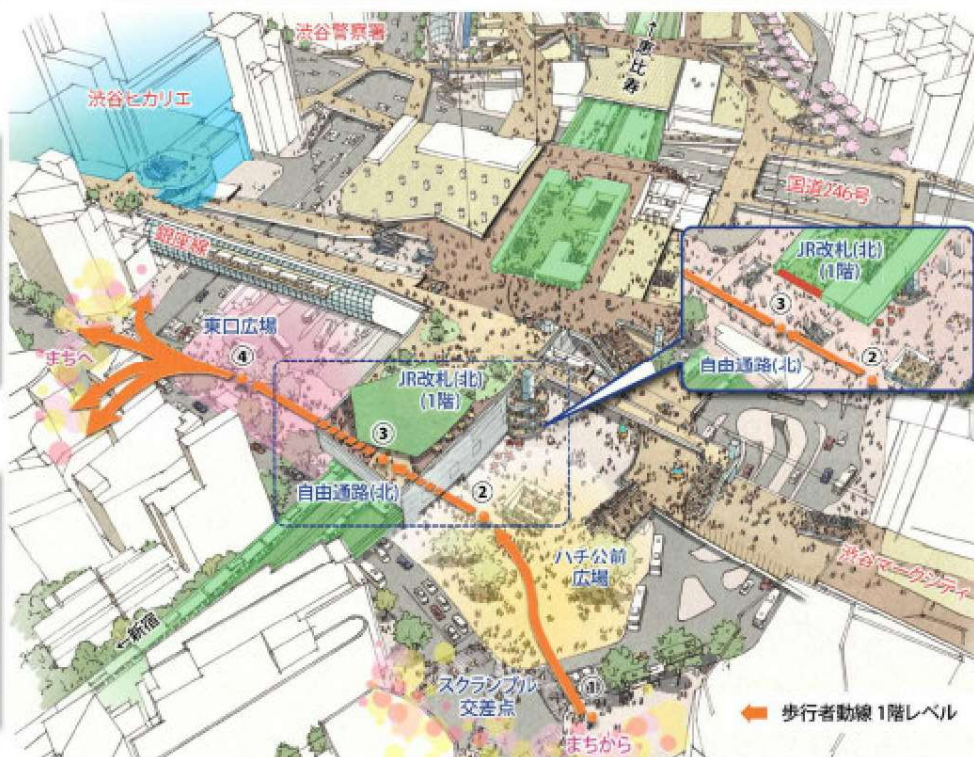 渋谷警察署
↑恵比寿
渋谷ヒカリエ
国道246号
銀座線
JR改札(北)
(1階)
③
②
自由通路(北)
東口広場
まちへ
④
JR改札(北)
(1階)
③
②
自由通路(北)
ハチ公前
広場
渋谷マークシティ
←新宿
スクランブル
交差点
①
まちから
歩行者動線 1階レベル